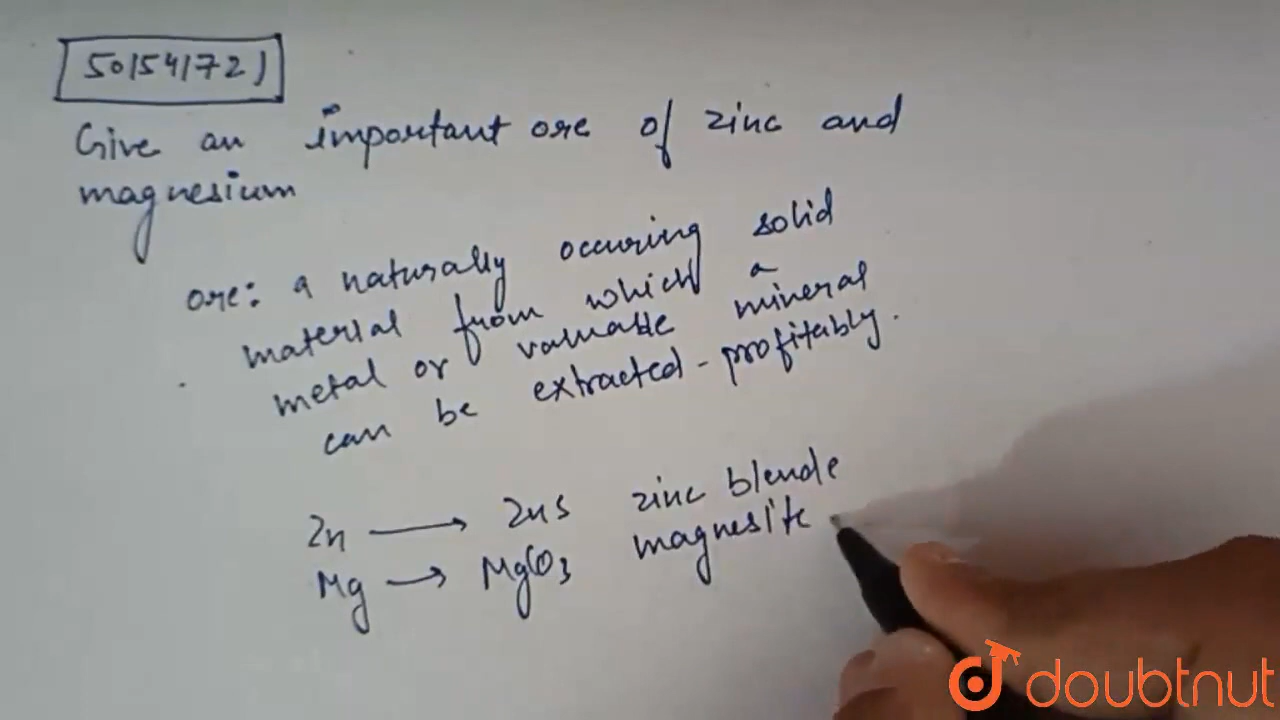 501541721
Give an important ore of zinc and
magnesium
ore: a naturally occuring solid
material from which a
metal or valuable mineral
can be extracted - profitably.
Zn → ZnS zinc blende
Mg → MgCO3 magnesite
doubtnut